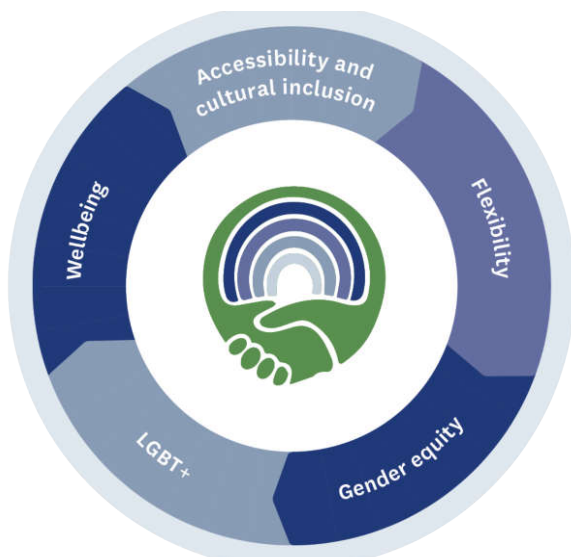 Accessibility and
cultural inclusion
Flexibility
Gender equity
LGBT+
Wellbeing